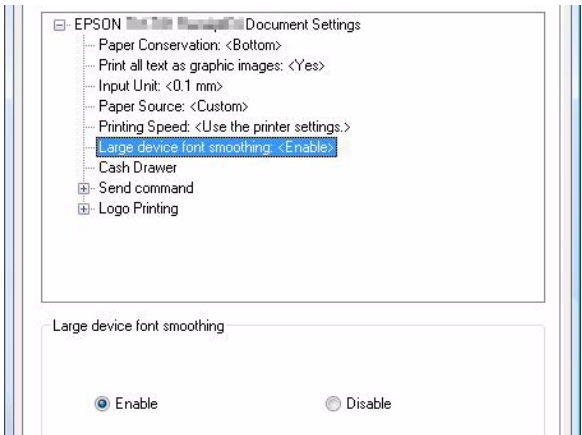 EPSON Document Settings
Paper Conservation: <Bottom>
Print all text as graphic images: <Yes>
Input Unit: <0.1 mm>
Paper Source: <Custom>
Printing Speed: <Use the printer settings.>
Large device font smoothing: <Enable>
Cash Drawer
Send command
Logo Printing
Large device font smoothing
Enable Disable